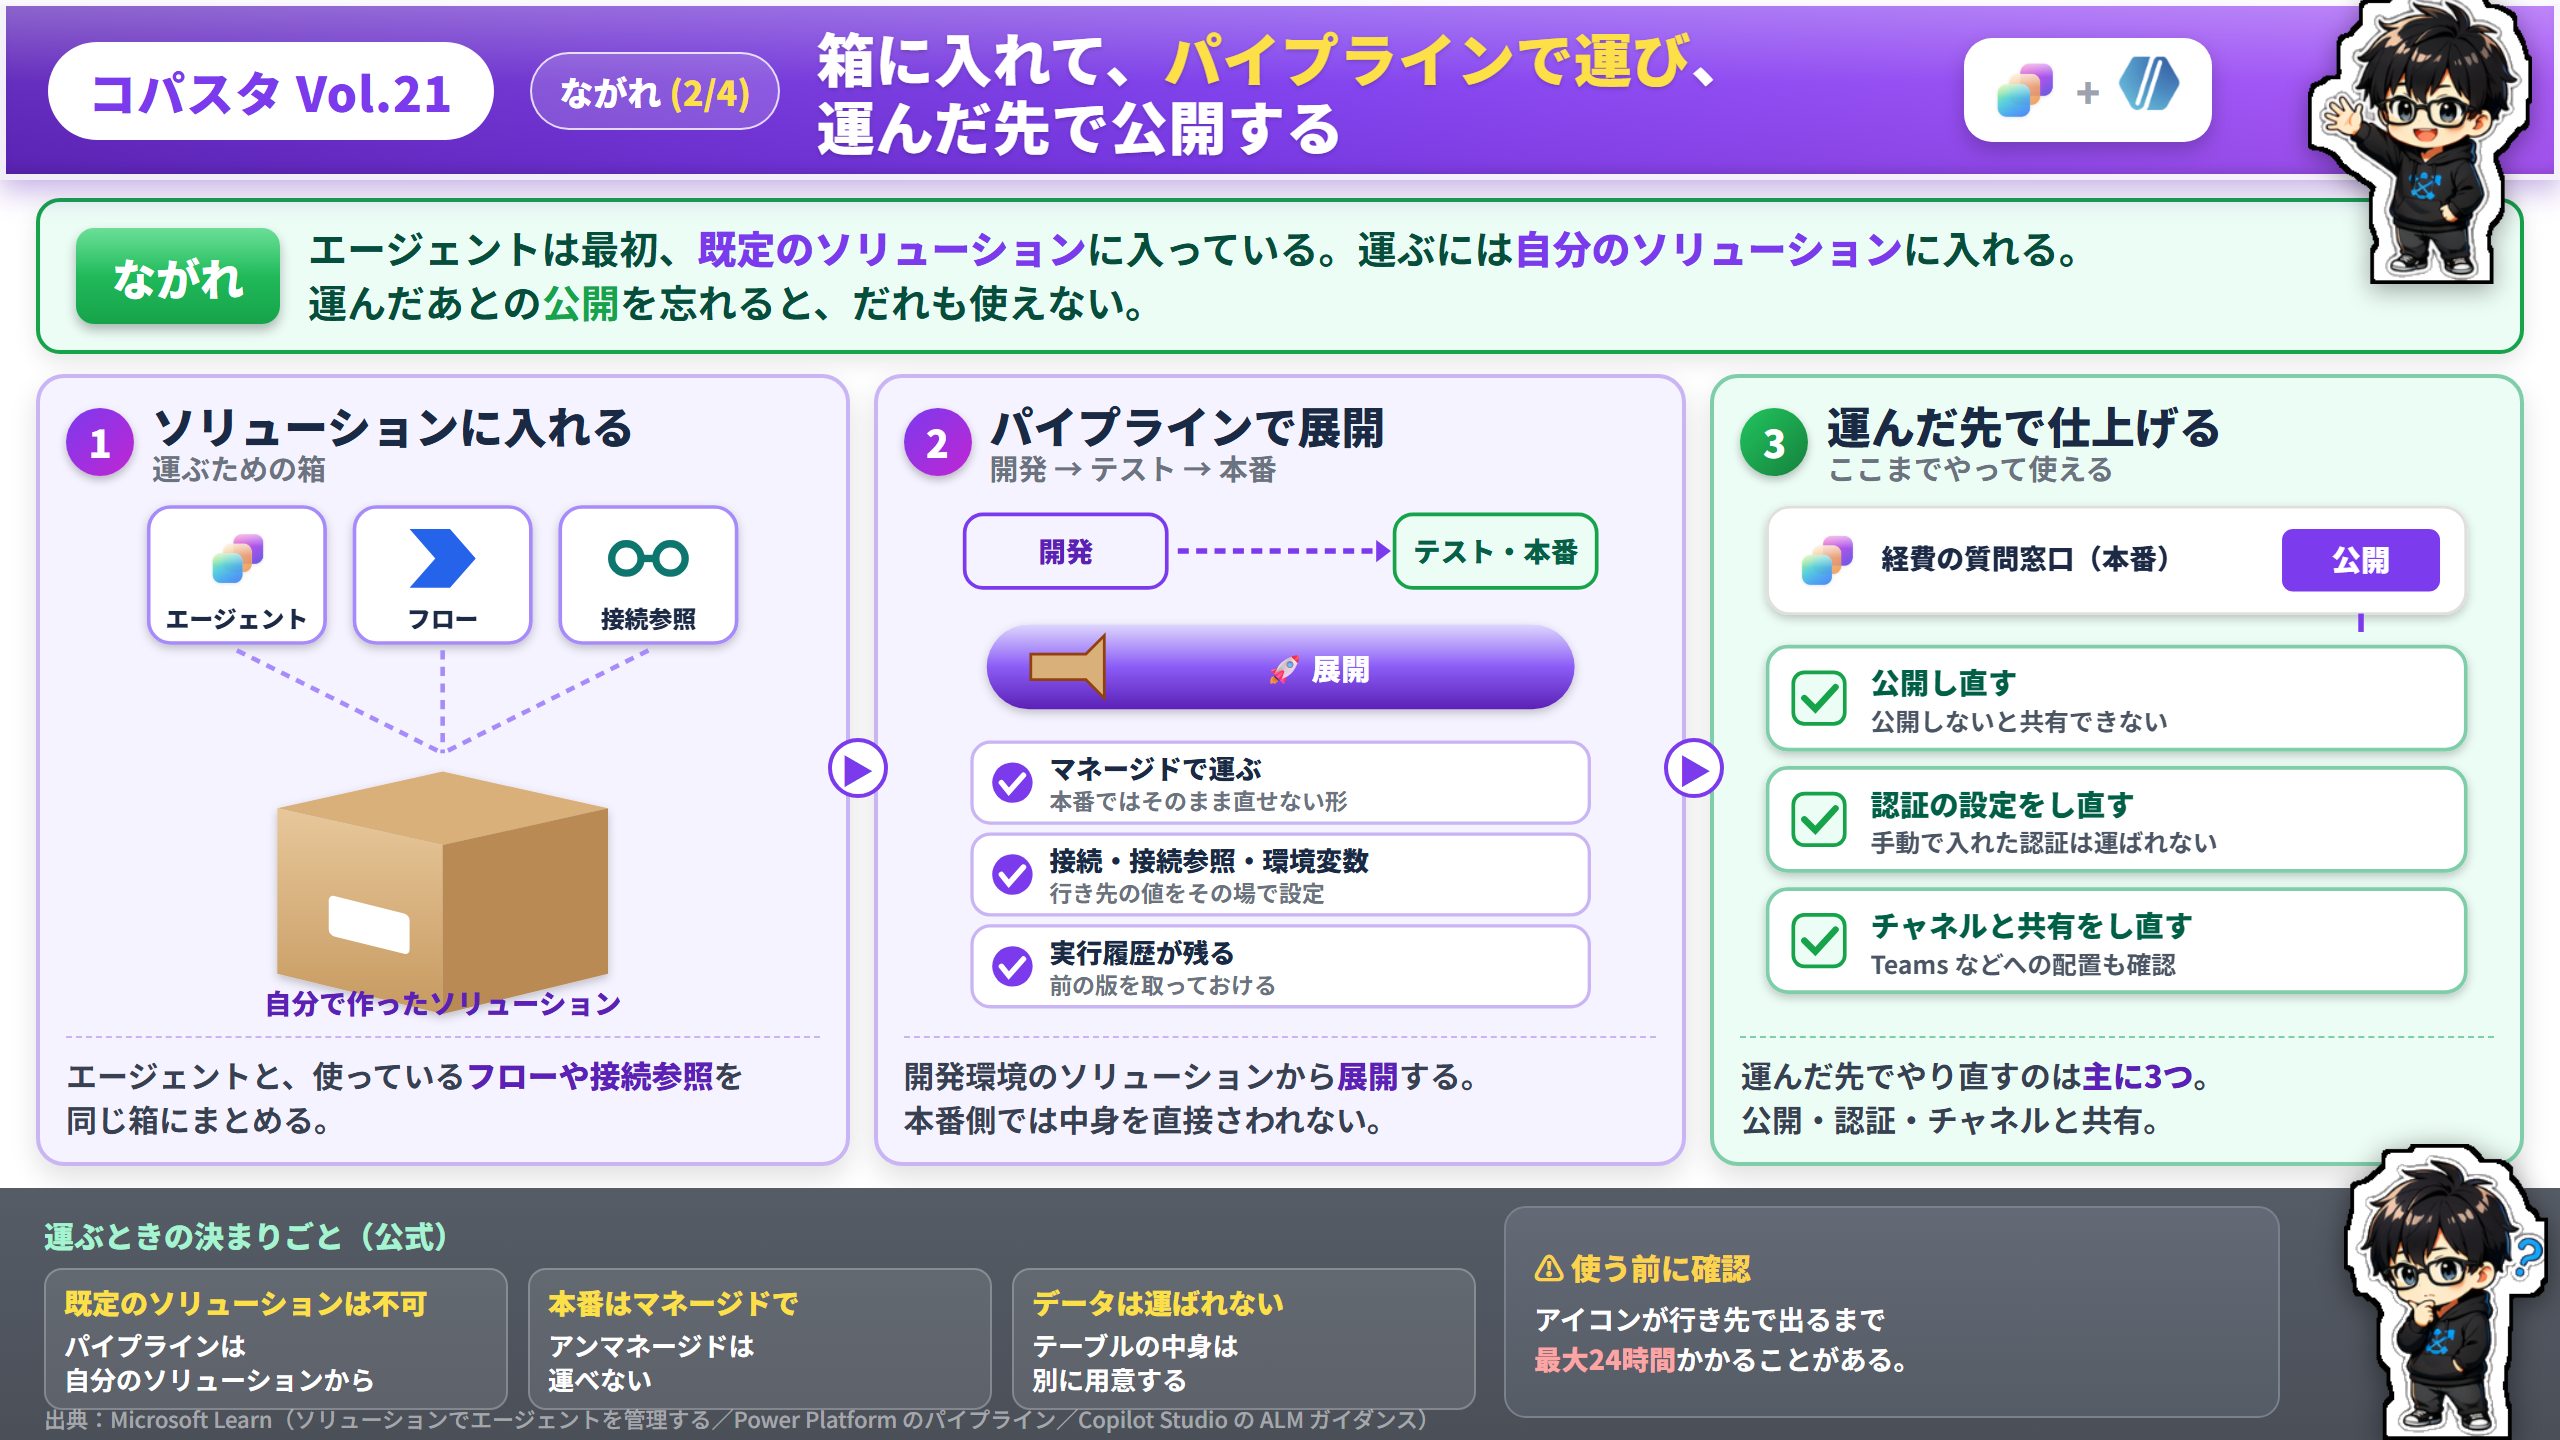 コパスタ Vol.21
ながれ (2/4)
箱に入れて、パイプラインで運び、
運んだ先で公開する
+
ながれ
エージェントは最初、既定のソリューションに入っている。運ぶには自分のソリューションに入れる。
運んだあとの公開を忘れると、だれも使えない。
1
ソリューションに入れる
運ぶための箱
エージェント
フロー
接続参照
自分で作ったソリューション
エージェントと、使っているフローや接続参照を
同じ箱にまとめる。
2
パイプラインで展開
開発 → テスト → 本番
開発
テスト・本番
🚀 展開
マネージドで運ぶ
本番ではそのまま直せない形
接続・接続参照・環境変数
行き先の値をその場で設定
実行履歴が残る
前の版を取っておける
開発環境のソリューションから展開する。
本番側では中身を直接さわれない。
3
運んだ先で仕上げる
ここまでやって使える
経費の質問窓口（本番）
公開
公開し直す
公開しないと共有できない
認証の設定をし直す
手動で入れた認証は運ばれない
チャネルと共有をし直す
Teams などへの配置も確認
運んだ先でやり直すのは主に3つ。
公開・認証・チャネルと共有。
運ぶときの決まりごと（公式）
既定のソリューションは不可
パイプラインは
自分のソリューションから
本番はマネージドで
アンマネージドは
運べない
データは運ばれない
テーブルの中身は
別に用意する
⚠ 使う前に確認
アイコンが行き先で出るまで
最大24時間かかることがある。
?
出典：Microsoft Learn（ソリューションでエージェントを管理する／Power Platform のパイプライン／Copilot Studio の ALM ガイダンス）